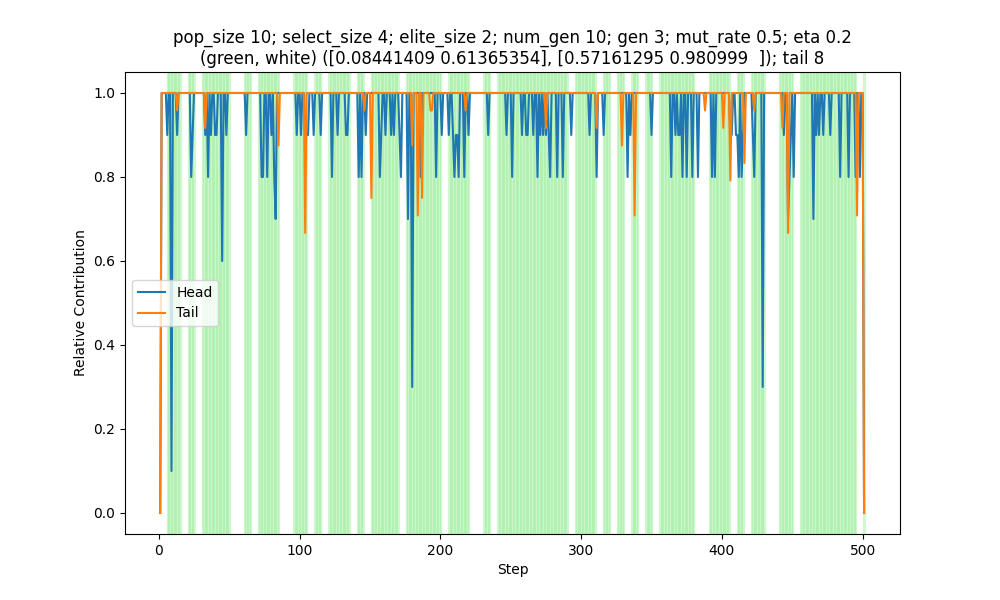 pop_size 10; select_size 4; elite_size 2; num_gen 10; gen 3; mut_rate 0.5; eta 0.2
(green, white) ([0.08441409 0.61365354], [0.57161295 0.980999  ]); tail 8
1.0
0.8
0.6
0.4
0.2
0.0
Relative Contribution
Head
Tail
0
100
200
300
400
500
Step